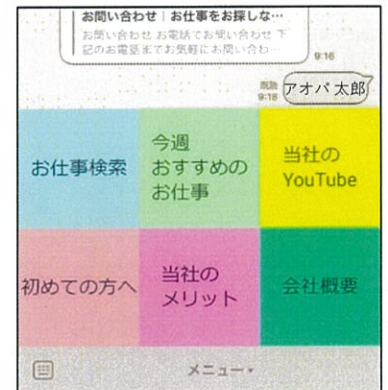 お問い合わせ｜お仕事をお探しな…
お問い合わせ お電話でお問い合わせ 下
記のお電話までお気軽にお問い合わ…
9:16
既読
9:18
アオバ 太郎
お仕事検索
今週
おすすめの
お仕事
当社の
YouTube
初めての方へ
当社の
メリット
会社概要
メニュー▼